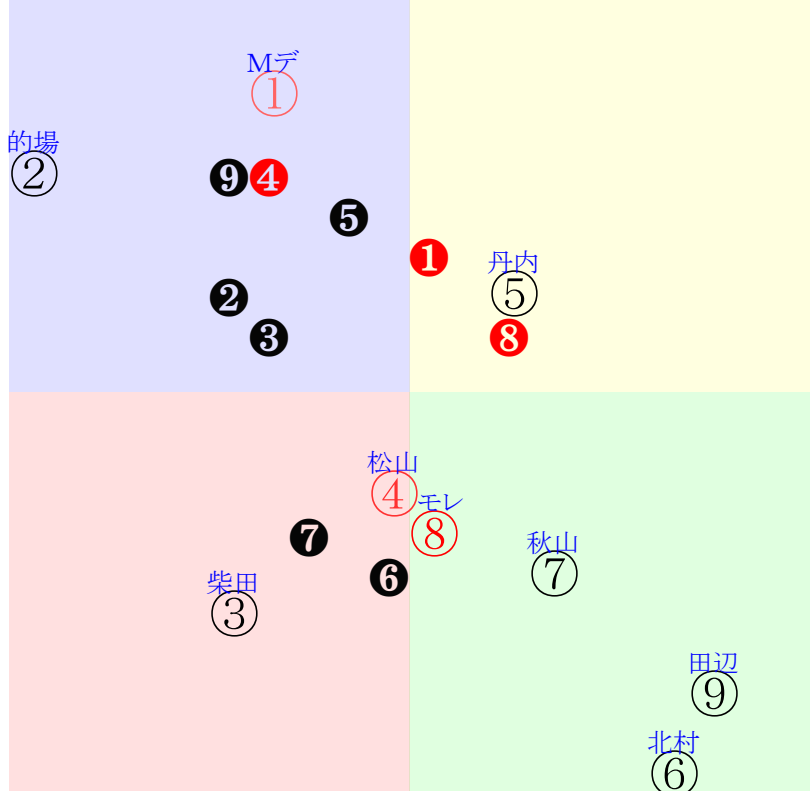 Mデ
①
的場
②
❾❹
❺
❶
丹内
⑤
❷
❸
❽
松山
④
モレ
⑧
❼
秋山
⑦
❻
柴田
③
田辺
⑨
北村
⑥